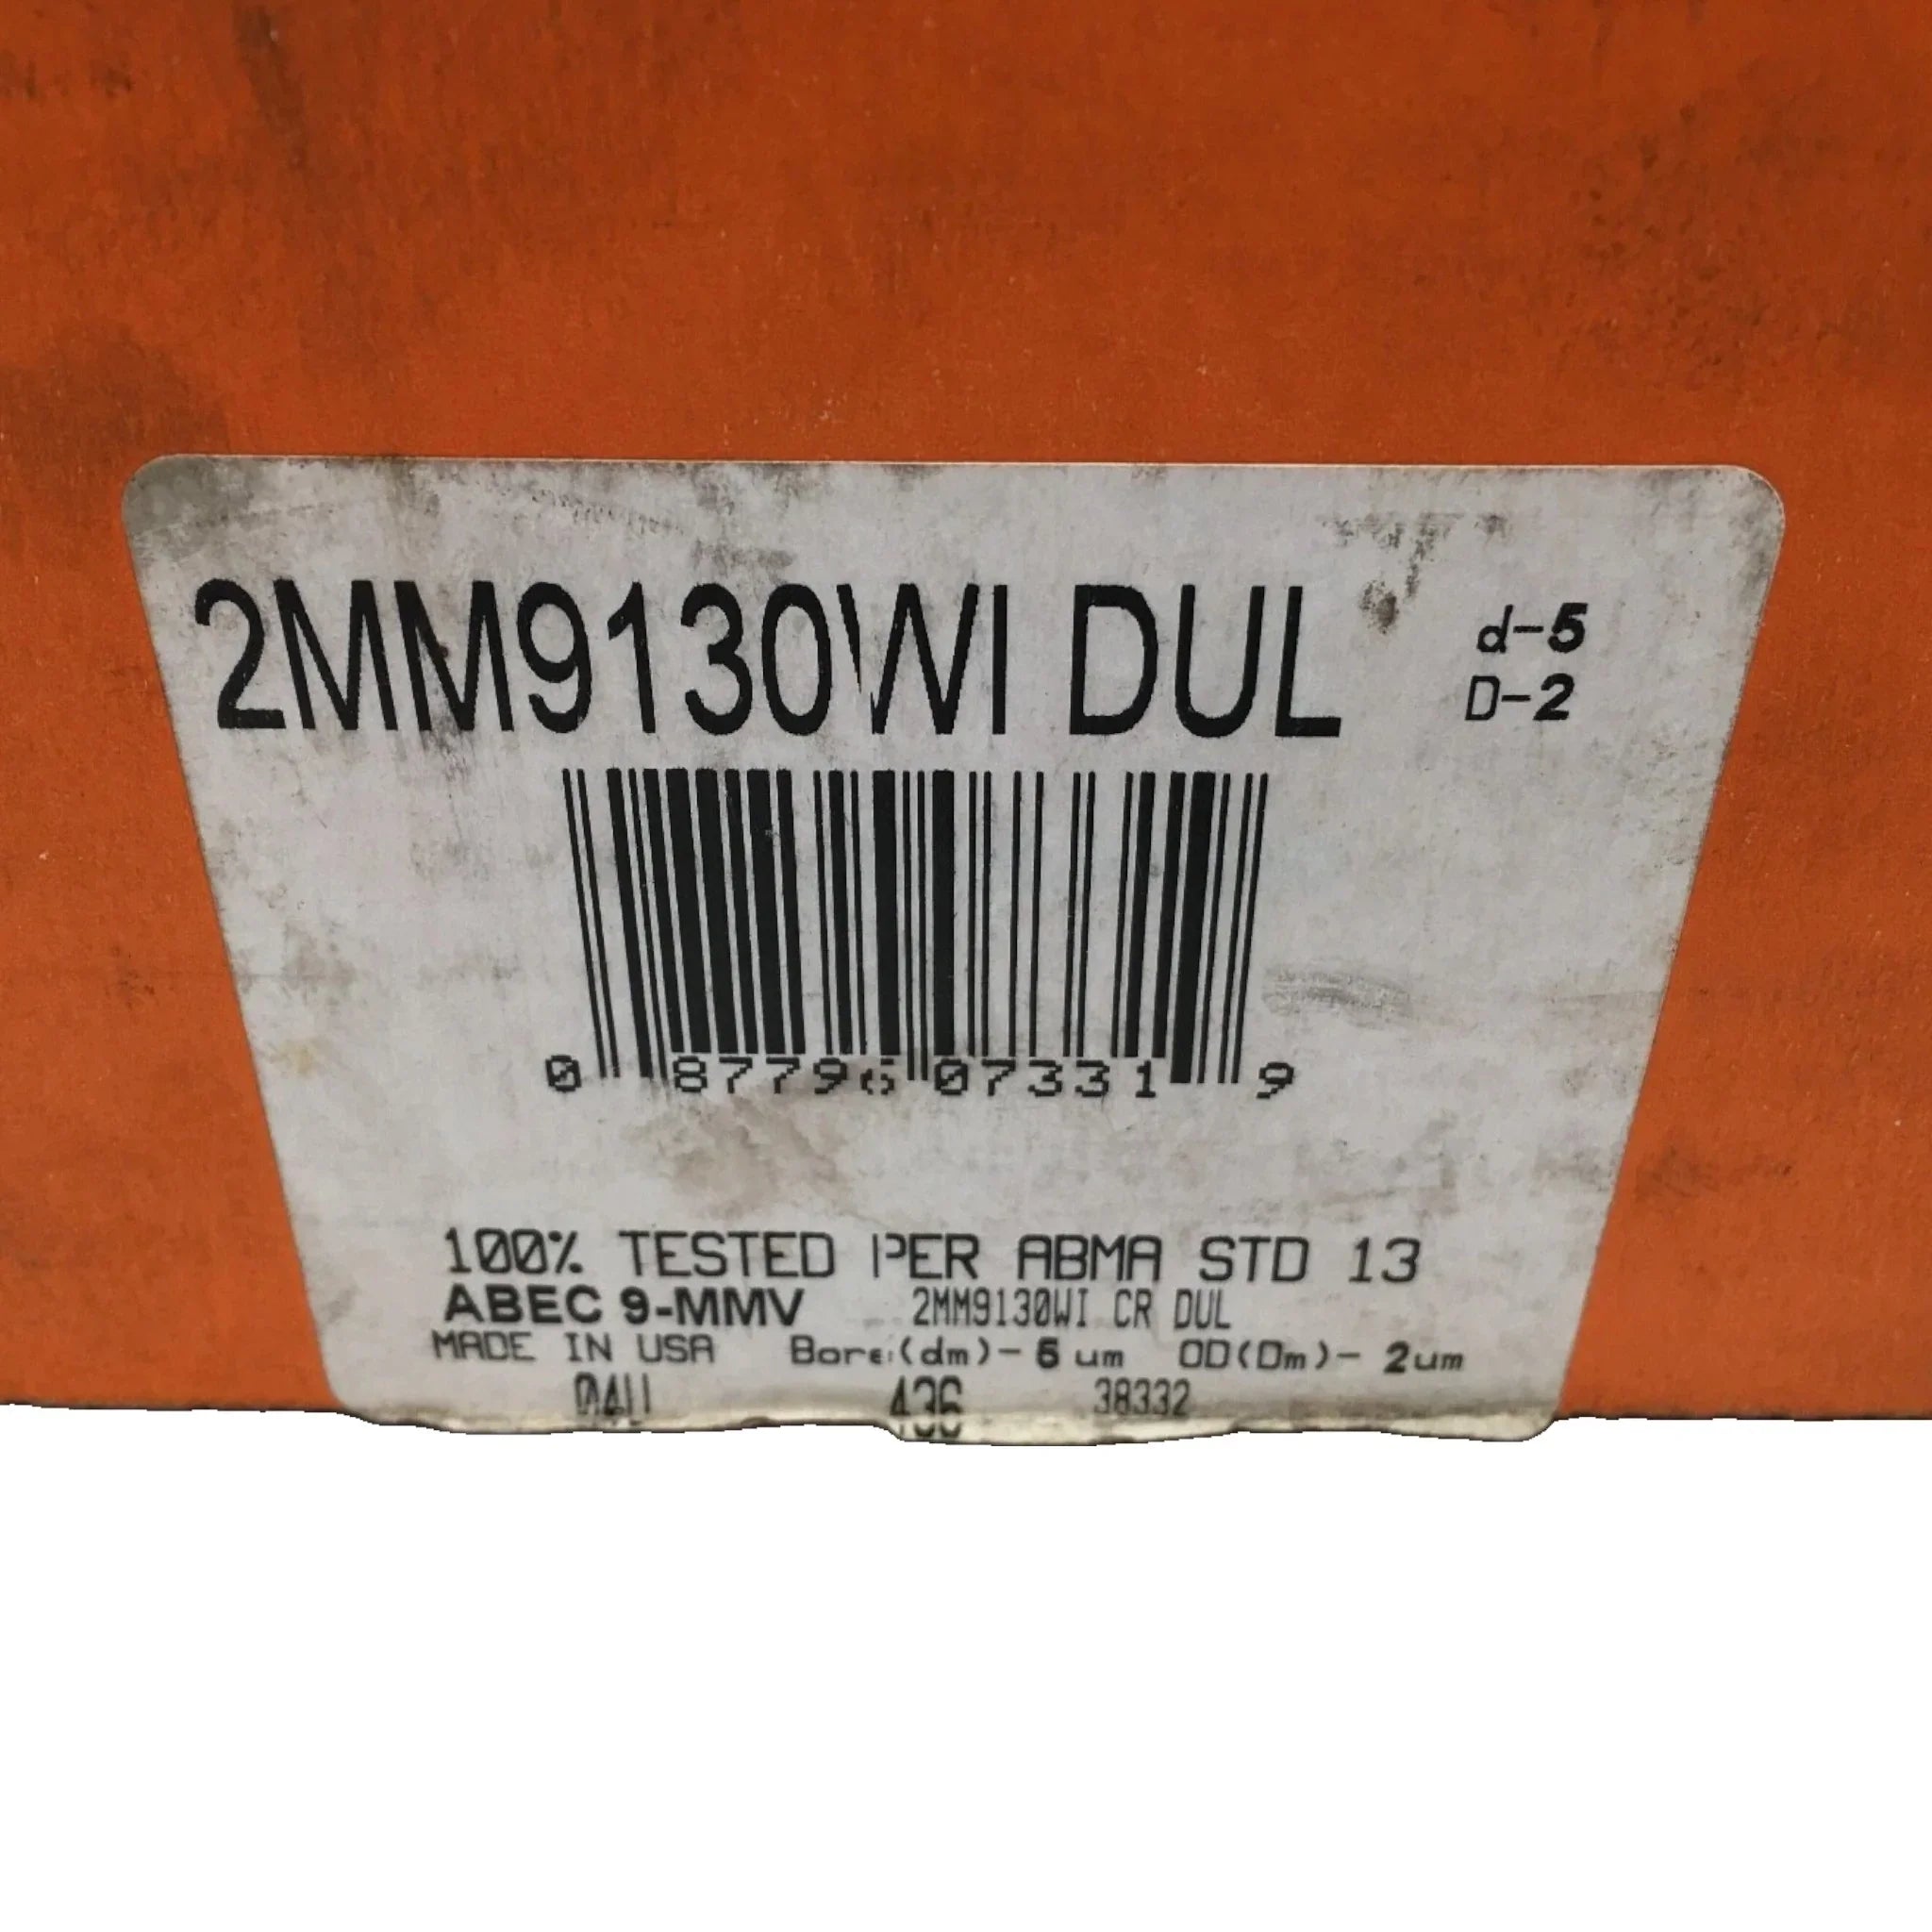 2MM9130WI DUL
d-5
D-2
0 87796 07331 9
100% TESTED PER ABMA STD 13
ABEC 9-MMV 2MM9130WI CR DUL
MADE IN USA Bore(dm)- 5 um OD(Dm)- 2um
436 38332